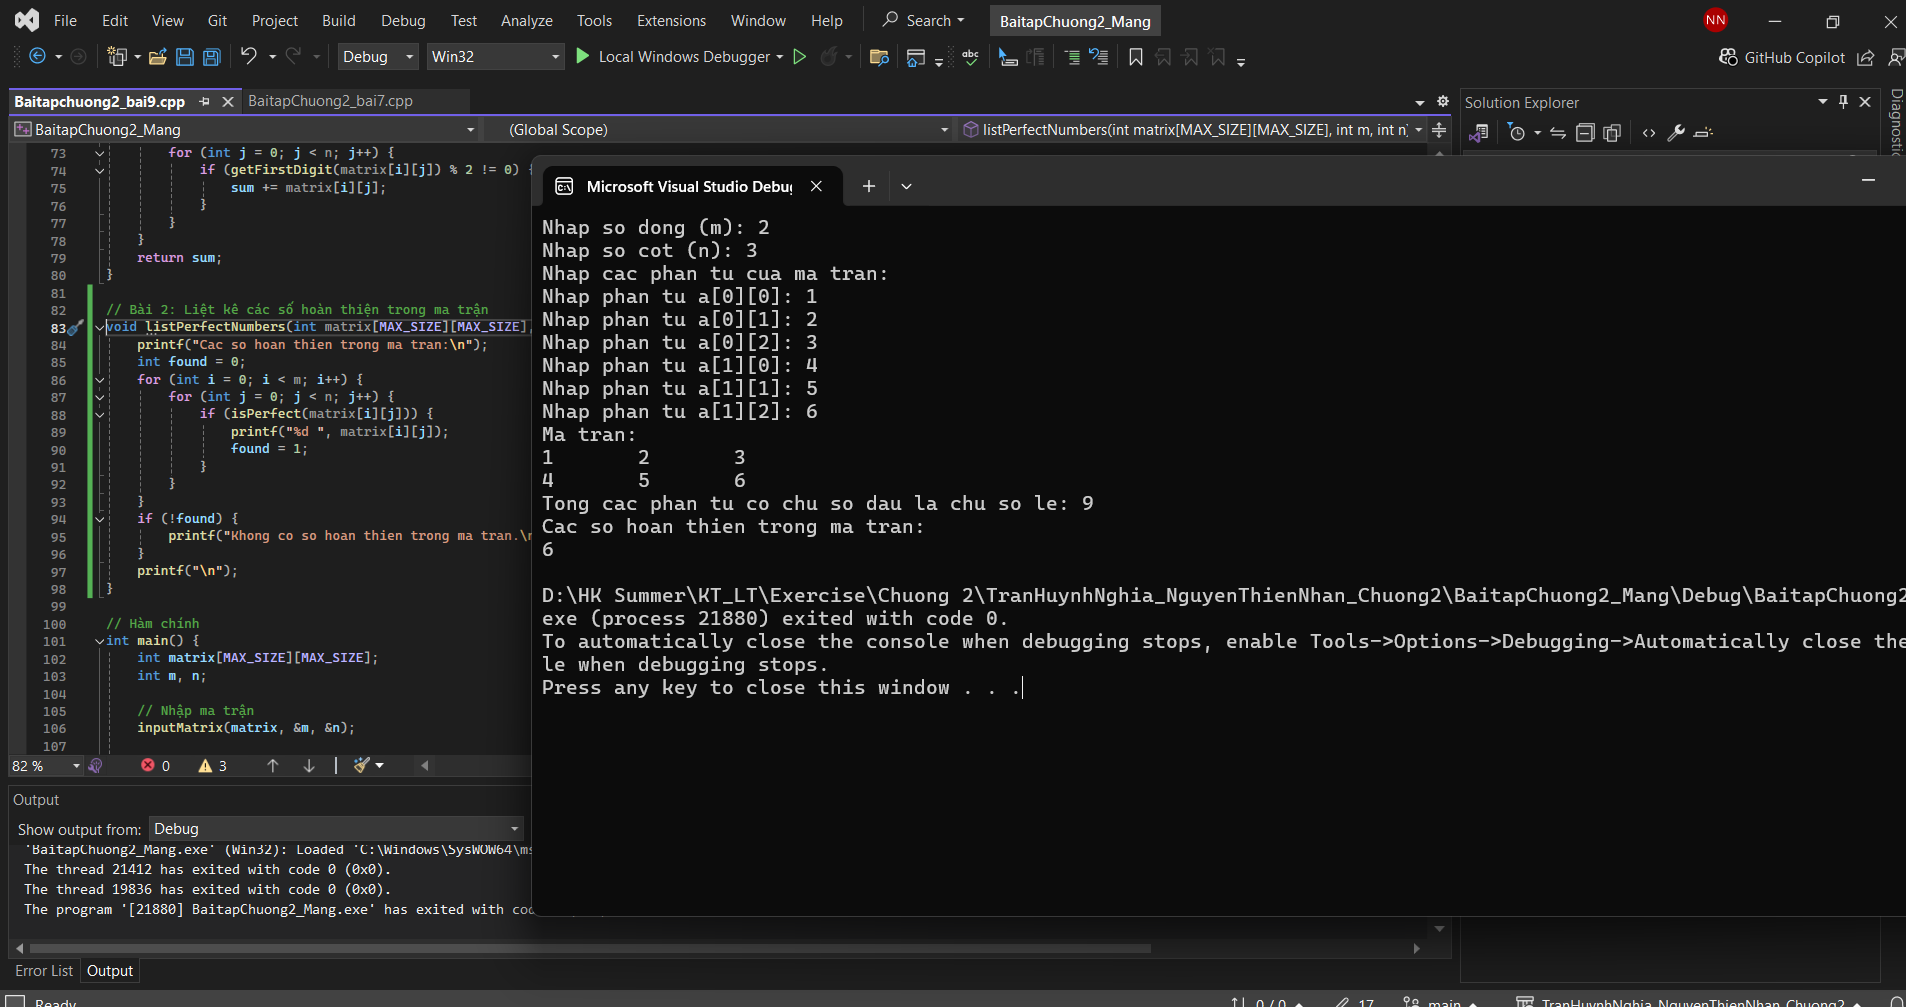 File Edit View Git Project Build Debug Test Analyze Tools Extensions Window Help Search BaitapChuong2_Mang NN
Debug Win32 Local Windows Debugger abc GitHub Copilot
Baitapchuong2_bai9.cpp BaitapChuong2_bai7.cpp
BaitapChuong2_Mang (Global Scope) listPerfectNumbers(int matrix[MAX_SIZE][MAX_SIZE], int m, int n)
Solution Explorer
73 for (int j = 0; j < n; j++) {
74 if (getFirstDigit(matrix[i][j]) % 2 != 0) {
75 sum += matrix[i][j];
76 }
77 }
78 }
79 return sum;
80 }
81
82 // Bài 2: Liệt kê các số hoàn thiện trong ma trận
83 void listPerfectNumbers(int matrix[MAX_SIZE][MAX_SIZE],
84 printf("Cac so hoan thien trong ma tran:\n");
85 int found = 0;
86 for (int i = 0; i < m; i++) {
87 for (int j = 0; j < n; j++) {
88 if (isPerfect(matrix[i][j])) {
89 printf("%d ", matrix[i][j]);
90 found = 1;
91 }
92 }
93 }
94 if (!found) {
95 printf("Khong co so hoan thien trong ma tran.\n
96 }
97 printf("\n");
98 }
99
100 // Hàm chính
101 int main() {
102 int matrix[MAX_SIZE][MAX_SIZE];
103 int m, n;
104
105 // Nhập ma trận
106 inputMatrix(matrix, &m, &n);
107
82 % 0 3
Output
Show output from: Debug
'BaitapChuong2_Mang.exe' (Win32): Loaded 'C:\Windows\SysWOW64\ms
The thread 21412 has exited with code 0 (0x0).
The thread 19836 has exited with code 0 (0x0).
The program '[21880] BaitapChuong2_Mang.exe' has exited with cod
Error List Output
Ready 0 / 0 17 main TranHuynhNghia_NguyenThienNhan_Chuong2
Microsoft Visual Studio Debug
Nhap so dong (m): 2
Nhap so cot (n): 3
Nhap cac phan tu cua ma tran:
Nhap phan tu a[0][0]: 1
Nhap phan tu a[0][1]: 2
Nhap phan tu a[0][2]: 3
Nhap phan tu a[1][0]: 4
Nhap phan tu a[1][1]: 5
Nhap phan tu a[1][2]: 6
Ma tran:
1 2 3
4 5 6
Tong cac phan tu co chu so dau la chu so le: 9
Cac so hoan thien trong ma tran:
6
D:\HK Summer\KT_LT\Exercise\Chuong 2\TranHuynhNghia_NguyenThienNhan_Chuong2\BaitapChuong2_Mang\Debug\BaitapChuong2
exe (process 21880) exited with code 0.
To automatically close the console when debugging stops, enable Tools->Options->Debugging->Automatically close the
le when debugging stops.
Press any key to close this window . . .